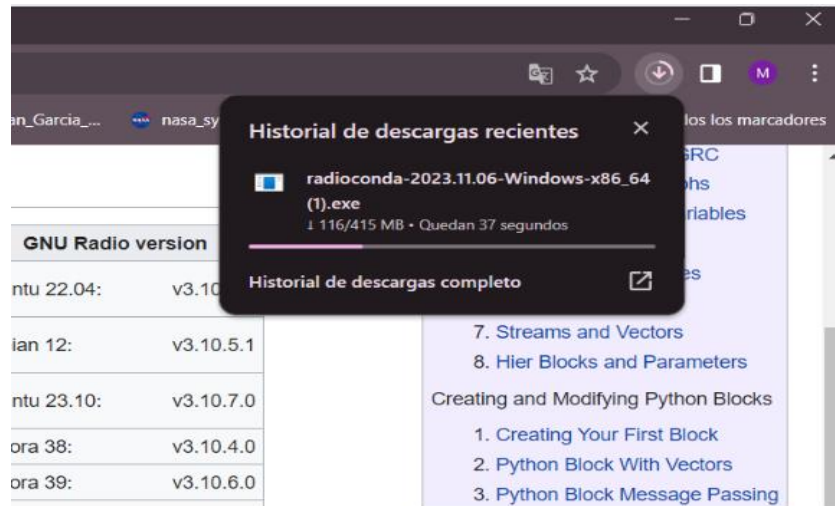 M
an_Garcia_...
nasa_sy
los los marcadores
Historial de descargas recientes
radioconda-2023.11.06-Windows-x86_64
(1).exe
↓ 116/415 MB • Quedan 37 segundos
Historial de descargas completo
GNU Radio version
ntu 22.04: v3.10
ian 12: v3.10.5.1
ntu 23.10: v3.10.7.0
ora 38: v3.10.4.0
ora 39: v3.10.6.0
GRC
phs
riables
es
7. Streams and Vectors
8. Hier Blocks and Parameters
Creating and Modifying Python Blocks
1. Creating Your First Block
2. Python Block With Vectors
3. Python Block Message Passing